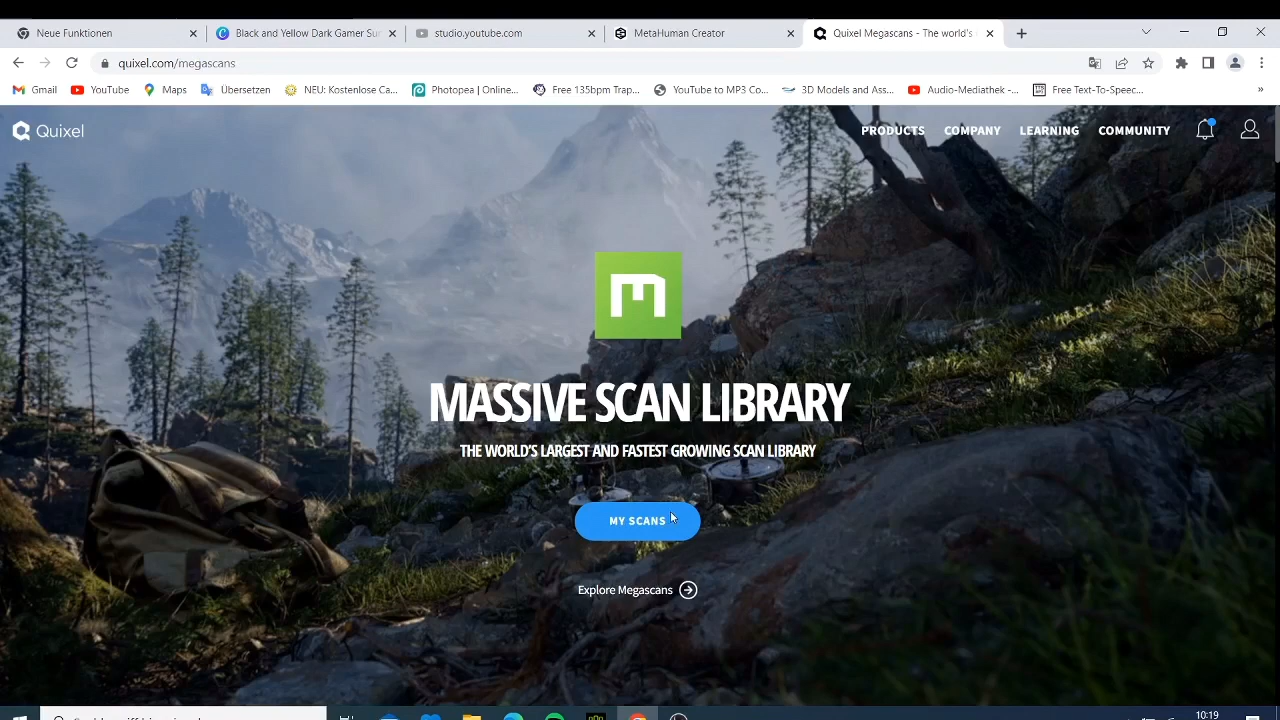 Neue Funktionen
Black and Yellow Dark Gamer Sur
studio.youtube.com
MetaHuman Creator
Quixel Megascans - The world's
quixel.com/megascans
Gmail
YouTube
Maps
Übersetzen
NEU: Kostenlose Ca...
Photopea | Online...
Free 135bpm Trap...
YouTube to MP3 Co...
3D Models and Ass...
Audio-Mediathek -...
Free Text-To-Speec...
»
Quixel
PRODUCTS
COMPANY
LEARNING
COMMUNITY
MASSIVE SCAN LIBRARY
THE WORLD'S LARGEST AND FASTEST GROWING SCAN LIBRARY
MY SCANS
Explore Megascans
10:19